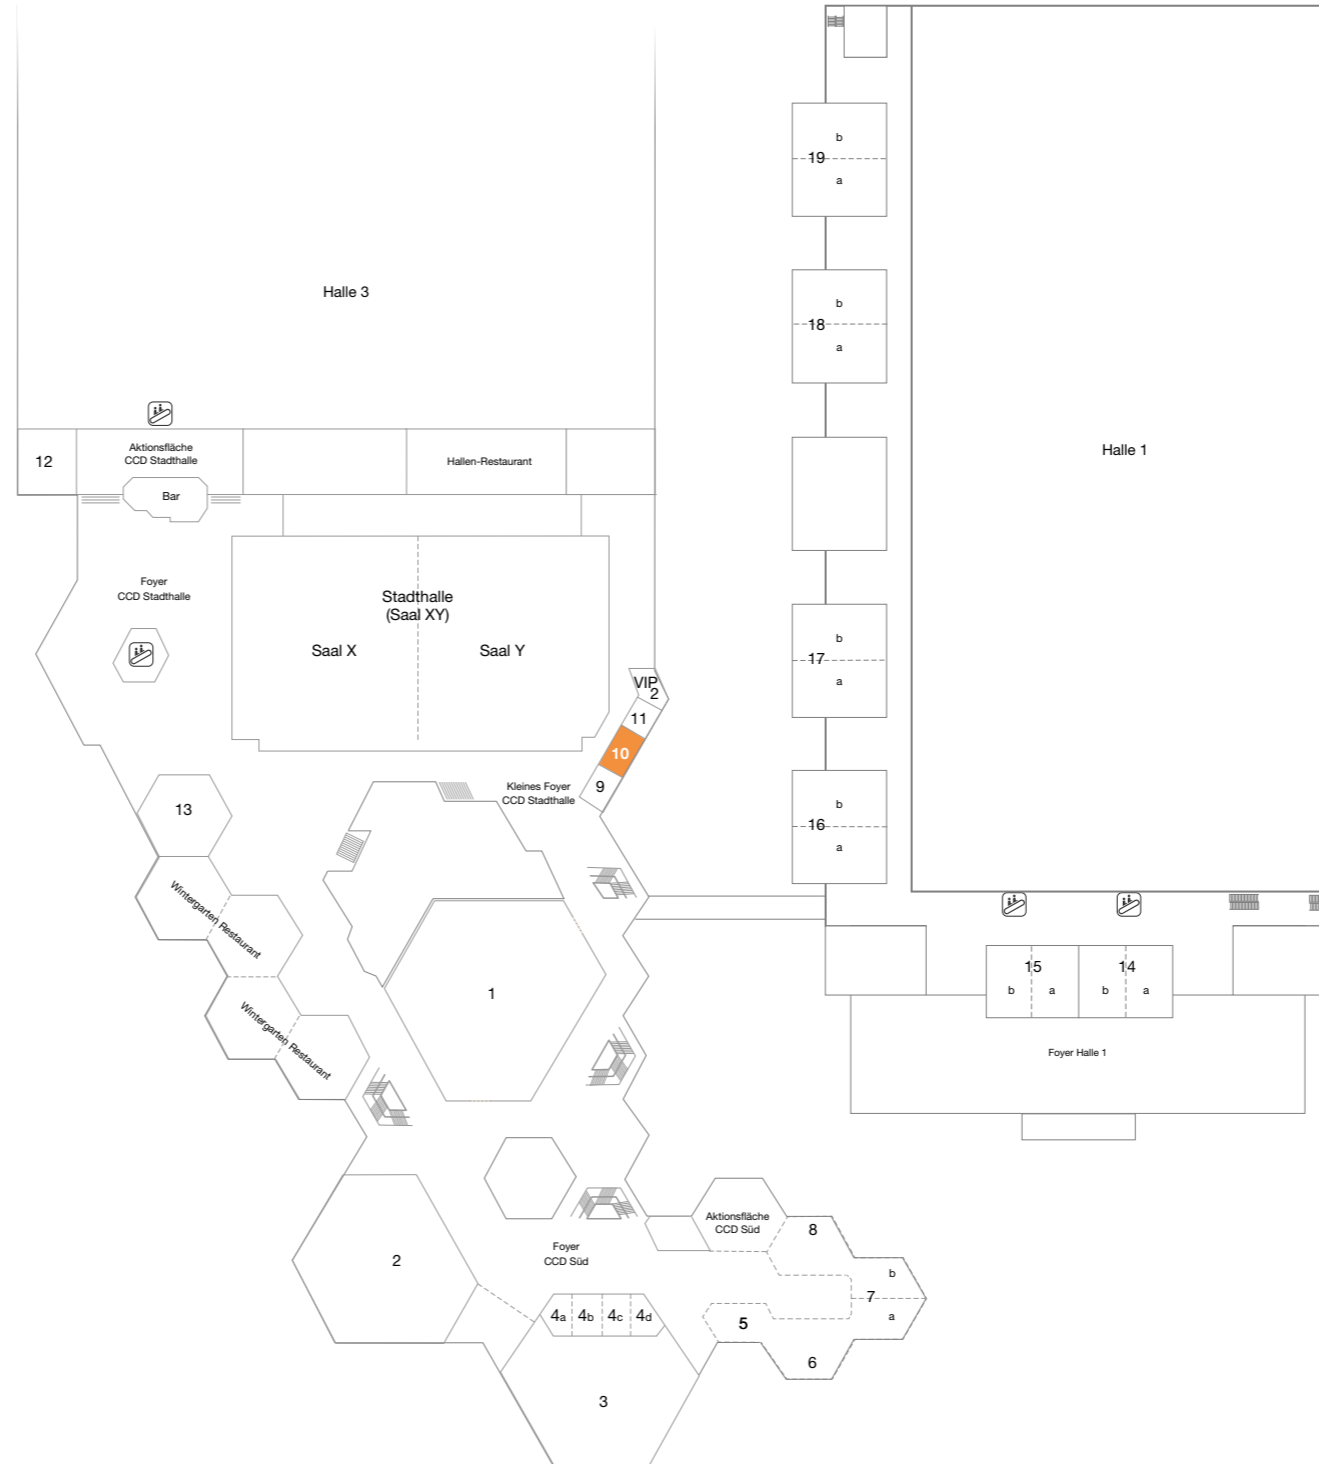 b
19
a
Halle 3
b
18
a
Halle 1
12
Aktionsfläche
CCD Stadthalle
Hallen-Restaurant
Bar
Foyer
CCD Stadthalle
Stadthalle
(Saal XY)
Saal X
Saal Y
b
17
a
VIP
2
11
10
9
Kleines Foyer
CCD Stadthalle
b
16
a
13
Wintergarten Restaurant
Wintergarten Restaurant
1
15
b
a
14
b
a
Foyer Halle 1
Aktionsfläche
CCD Süd
8
2
Foyer
CCD Süd
b
7
a
4a
4b
4c
4d
5
6
3